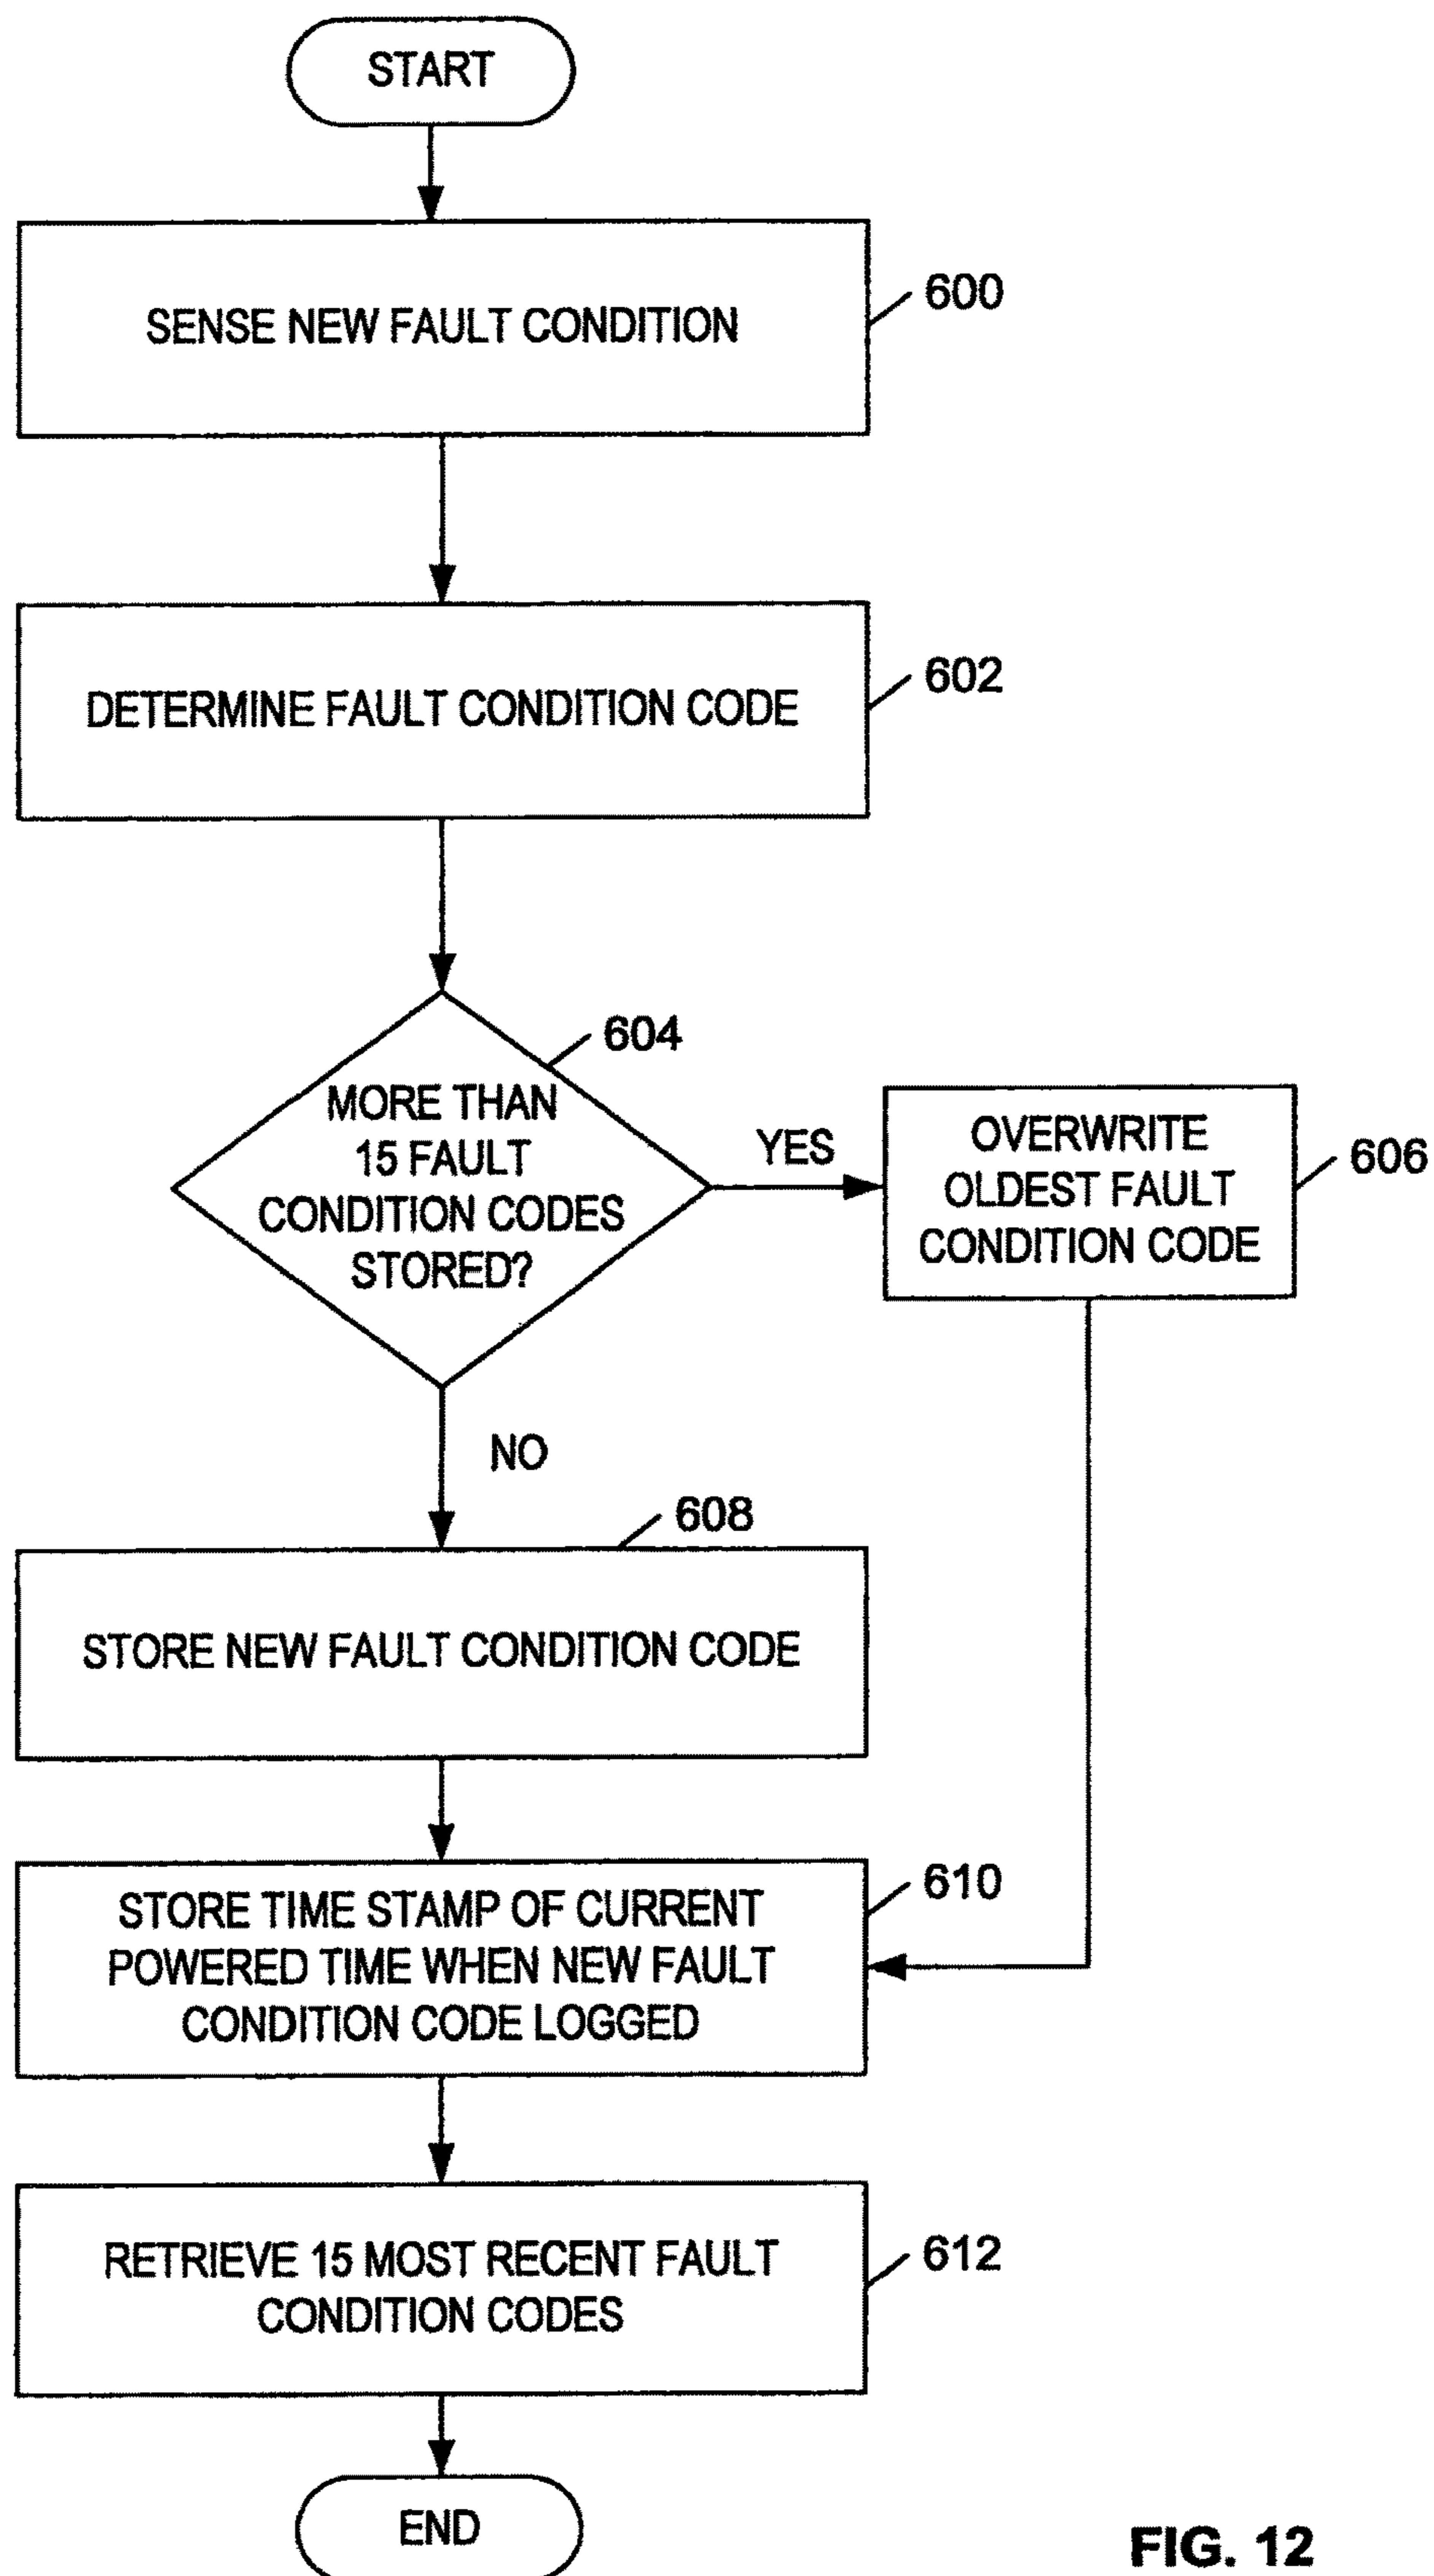 START
SENSE NEW FAULT CONDITION
600
DETERMINE FAULT CONDITION CODE
602
604
MORE THAN
15 FAULT
CONDITION CODES
STORED?
YES
OVERWRITE
OLDEST FAULT
CONDITION CODE
606
NO
608
STORE NEW FAULT CONDITION CODE
STORE TIME STAMP OF CURRENT
POWERED TIME WHEN NEW FAULT
CONDITION CODE LOGGED
610
RETRIEVE 15 MOST RECENT FAULT
CONDITION CODES
612
END
FIG. 12